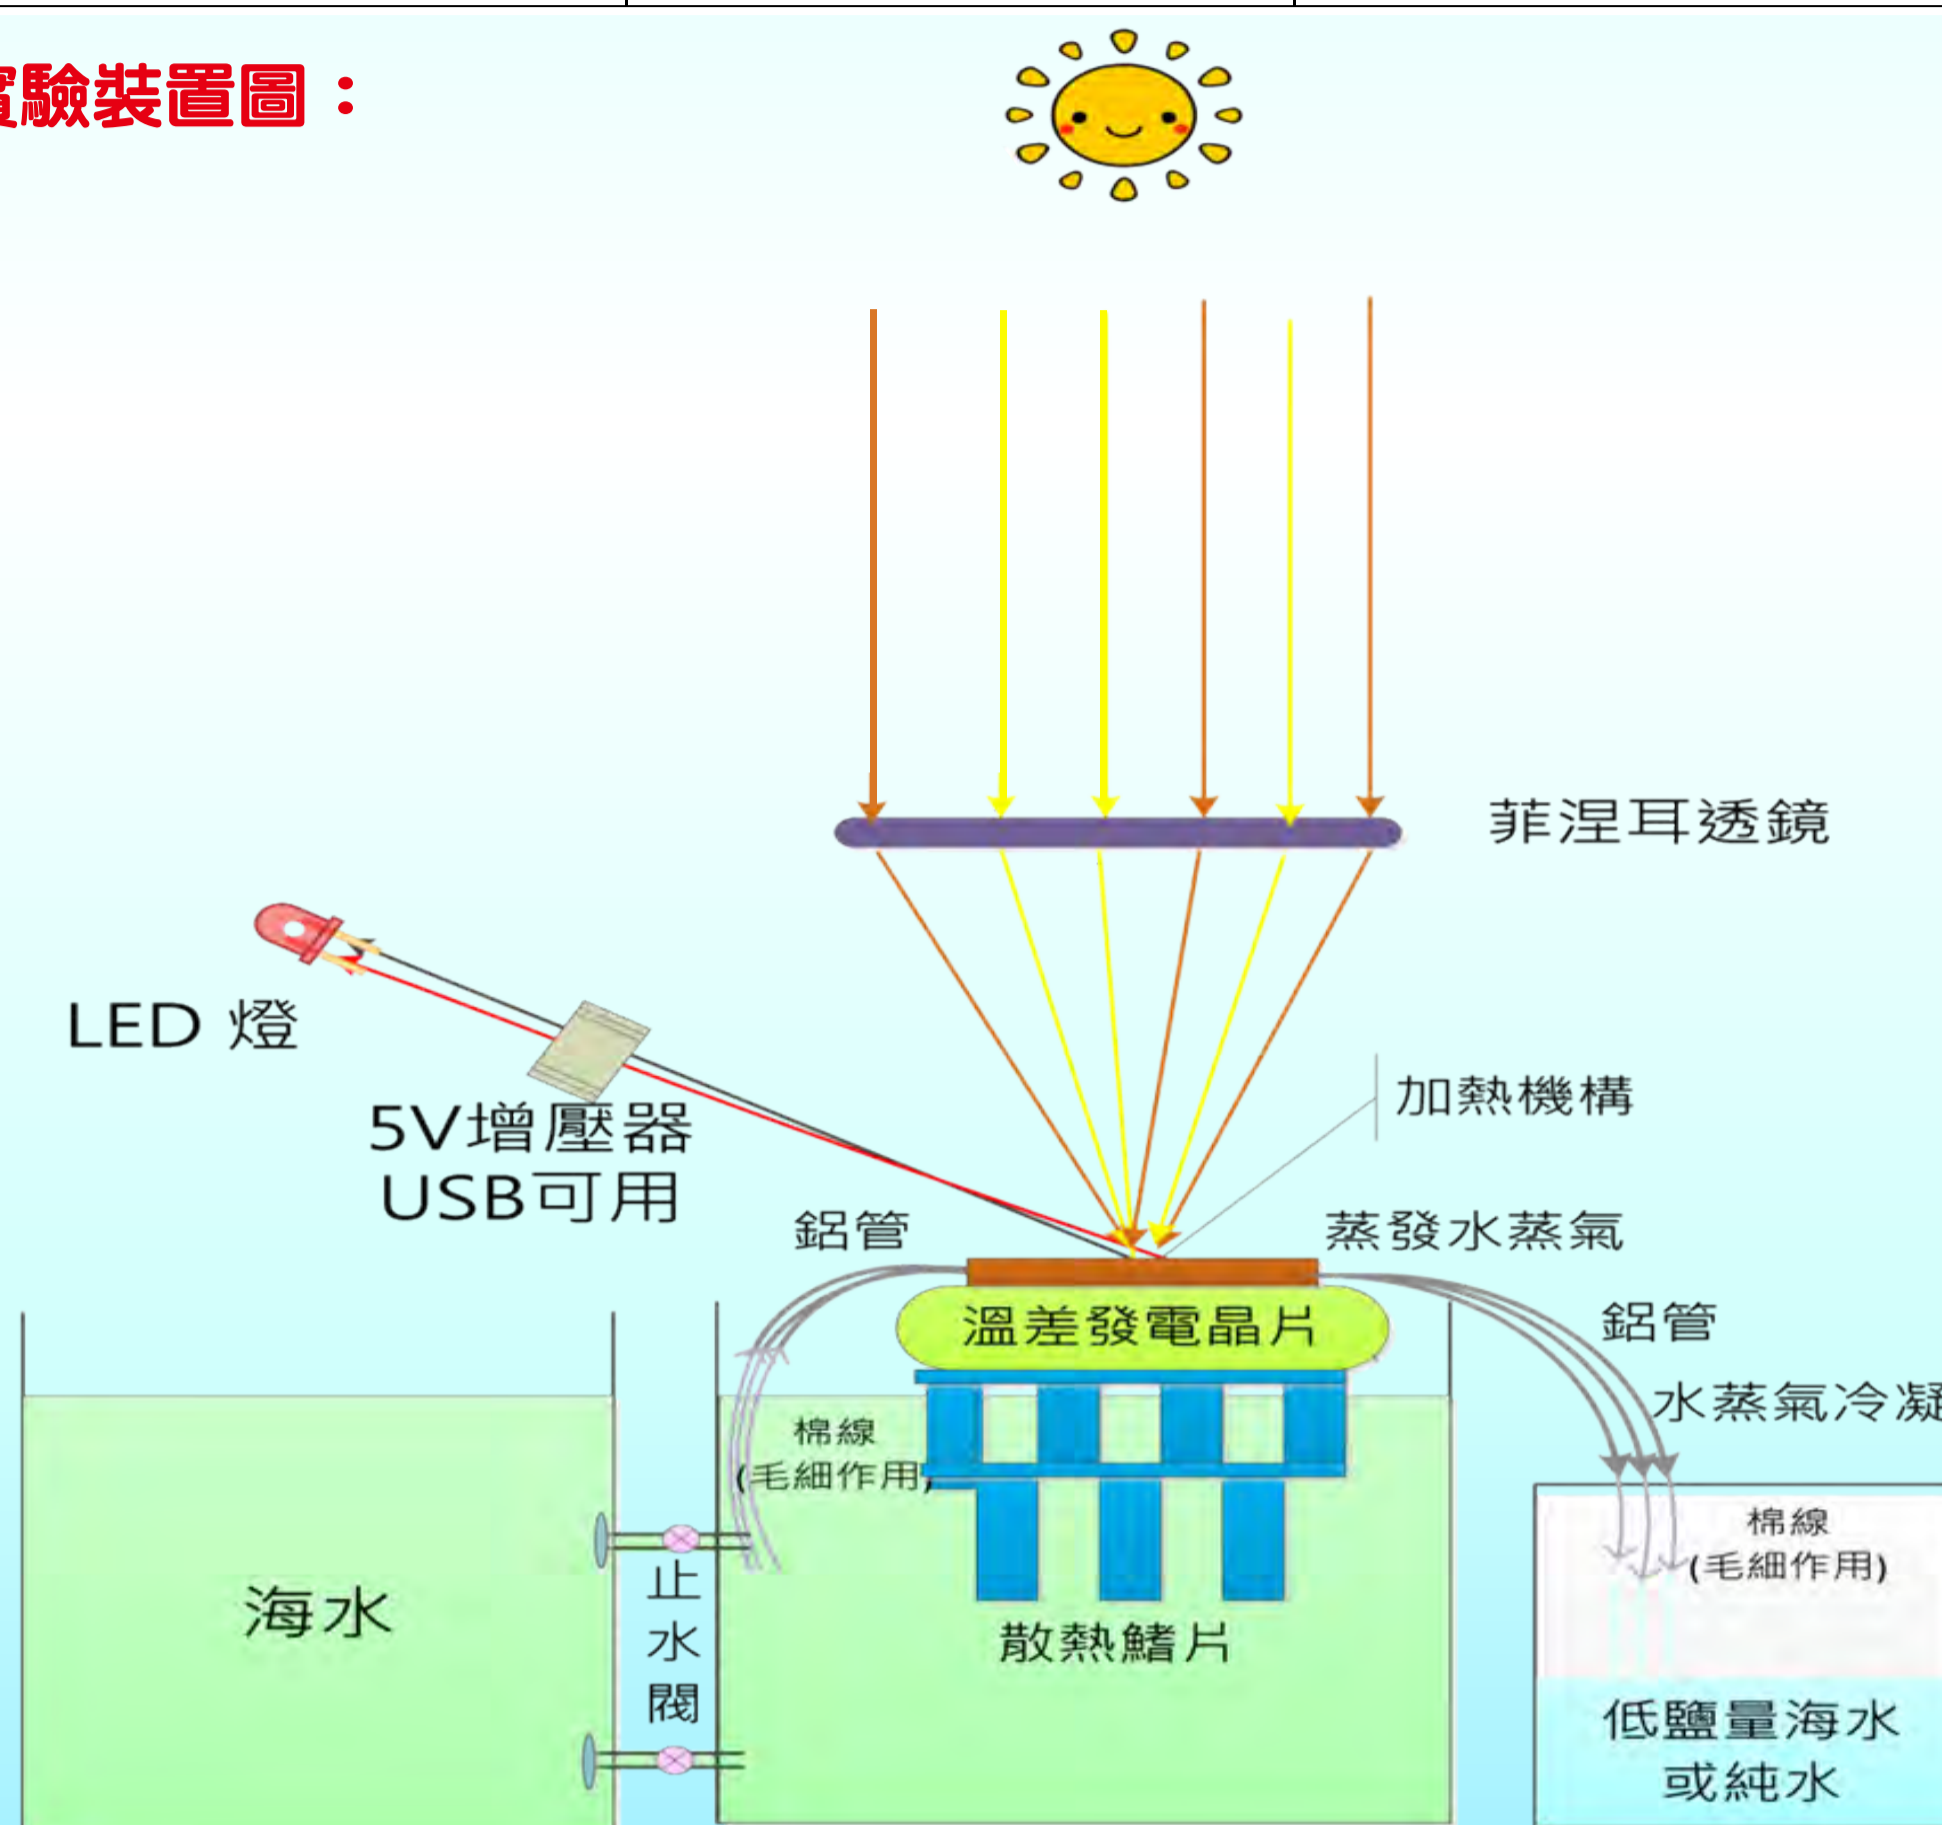 實驗裝置圖：
菲涅耳透鏡
LED 燈
5V增壓器
USB可用
加熱機構
鋁管
蒸發水蒸氣
溫差發電晶片
鋁管
水蒸氣冷凝
棉線
(毛細作用)
棉線
(毛細作用)
海水
止水閥
散熱鰭片
低鹽量海水
或純水